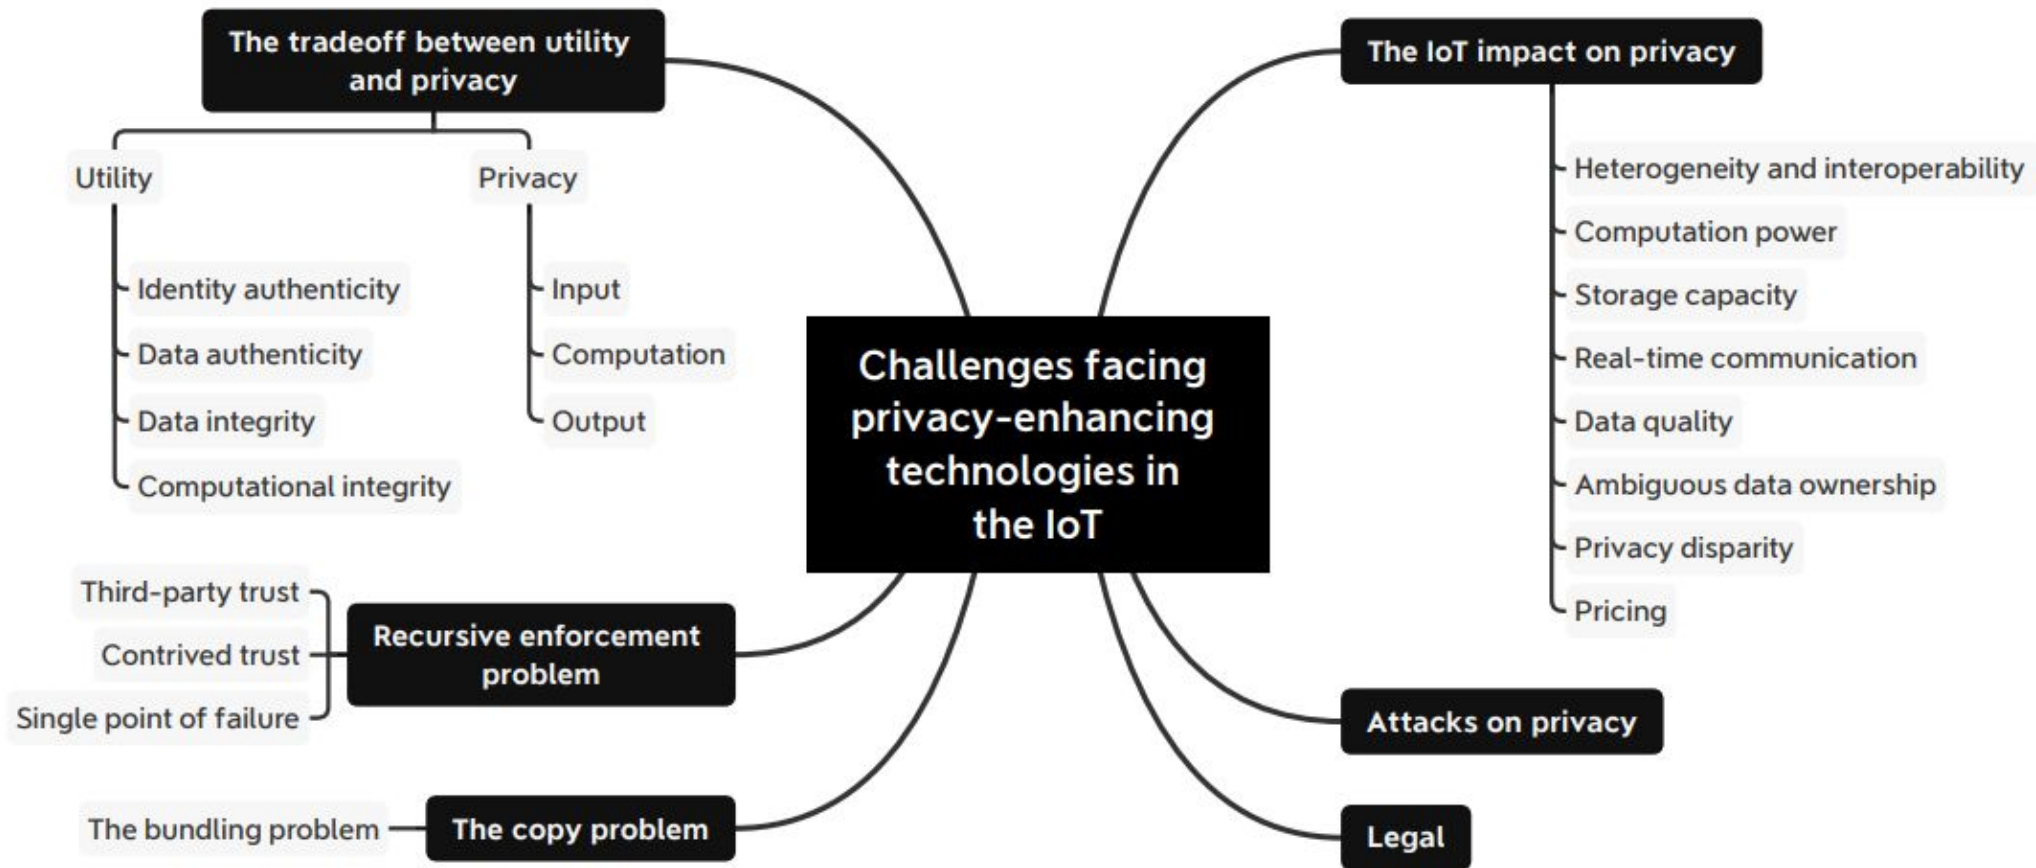 The tradeoff between utility
and privacy
Utility
Identity authenticity
Data authenticity
Data integrity
Computational integrity
Privacy
Input
Computation
Output
Recursive enforcement
problem
Third-party trust
Contrived trust
Single point of failure
The copy problem
The bundling problem
Challenges facing
privacy-enhancing
technologies in
the IoT
The IoT impact on privacy
Heterogeneity and interoperability
Computation power
Storage capacity
Real-time communication
Data quality
Ambiguous data ownership
Privacy disparity
Pricing
Attacks on privacy
Legal